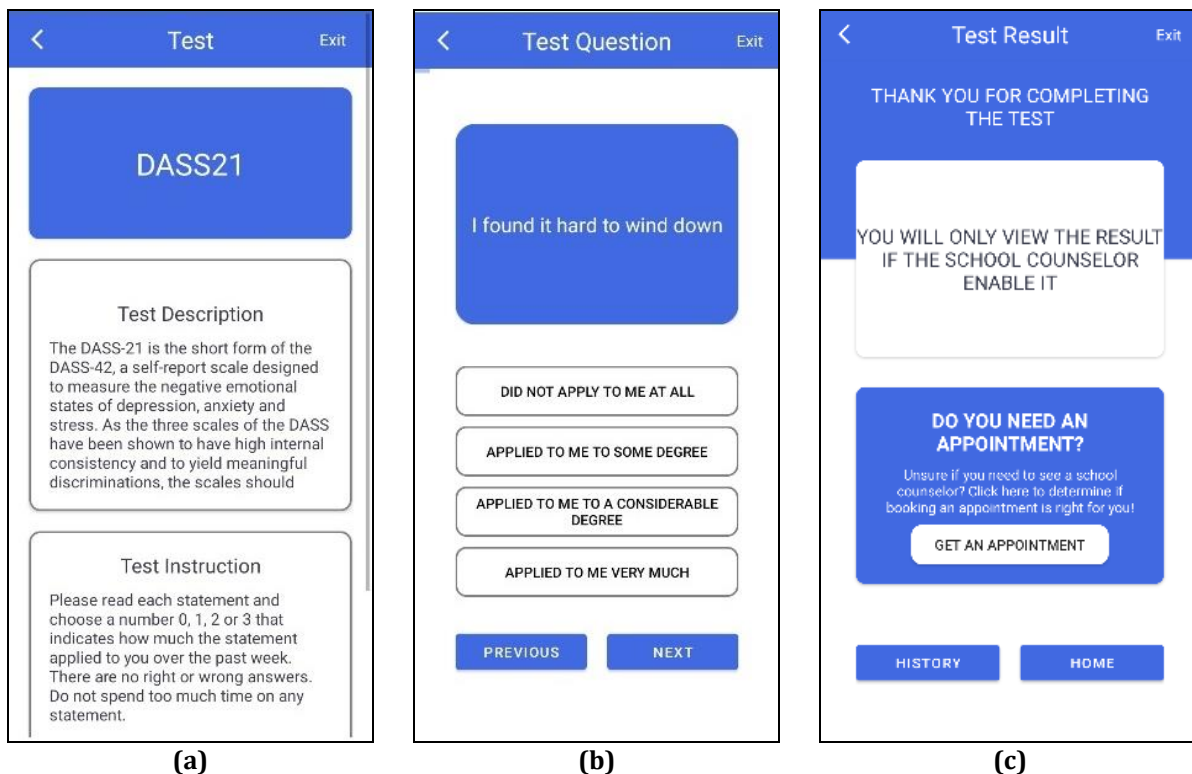 Test
Exit
DASS21
Test Description
The DASS-21 is the short form of the
DASS-42, a self-report scale designed
to measure the negative emotional
states of depression, anxiety and
stress. As the three scales of the DASS
have been shown to have high internal
consistency and to yield meaningful
discriminations, the scales should
Test Instruction
Please read each statement and
choose a number 0, 1, 2 or 3 that
indicates how much the statement
applied to you over the past week.
There are no right or wrong answers.
Do not spend too much time on any
statement.
(a)
Test Question
Exit
I found it hard to wind down
DID NOT APPLY TO ME AT ALL
APPLIED TO ME TO SOME DEGREE
APPLIED TO ME TO A CONSIDERABLE
DEGREE
APPLIED TO ME VERY MUCH
PREVIOUS
NEXT
(b)
Test Result
Exit
THANK YOU FOR COMPLETING
THE TEST
YOU WILL ONLY VIEW THE RESULT
IF THE SCHOOL COUNSELOR
ENABLE IT
DO YOU NEED AN
APPOINTMENT?
Unsure if you need to see a school
counselor? Click here to determine if
booking an appointment is right for you!
GET AN APPOINTMENT
HISTORY
HOME
(c)